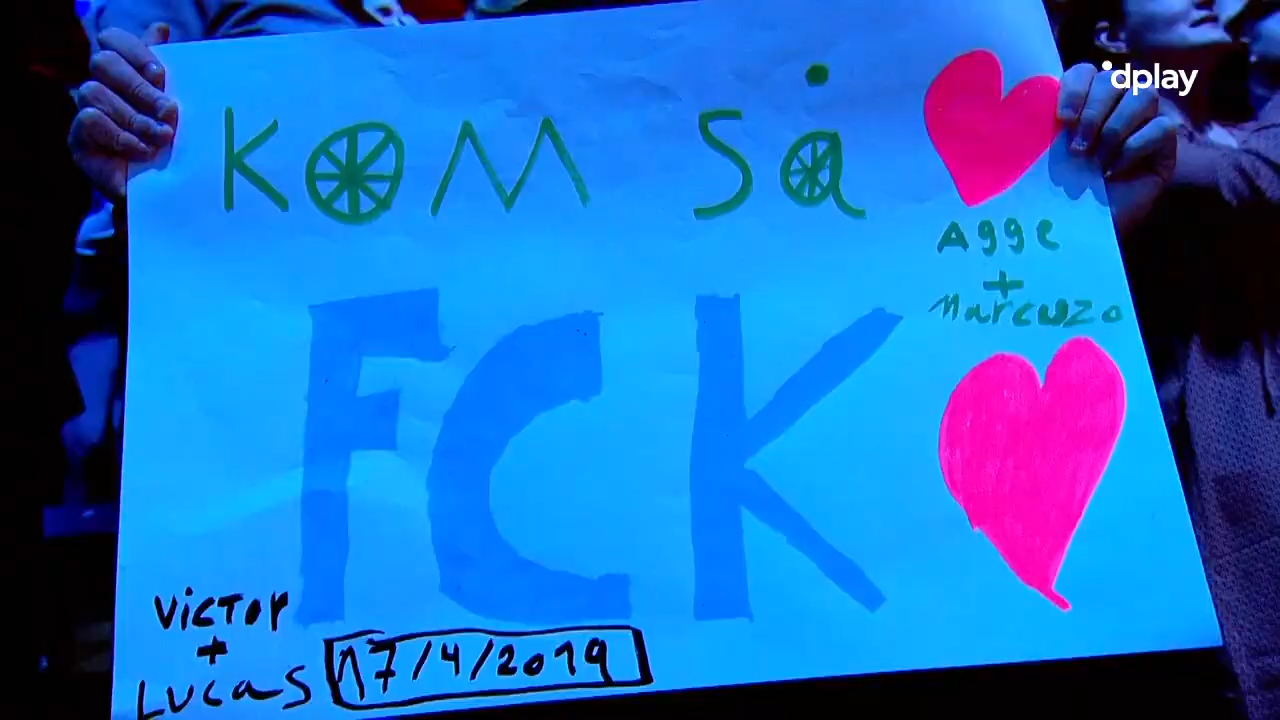 dplay
KOM Så
Agge
+
Marcuzo
FCK
VicTor
+
Lucas
17/4/2019